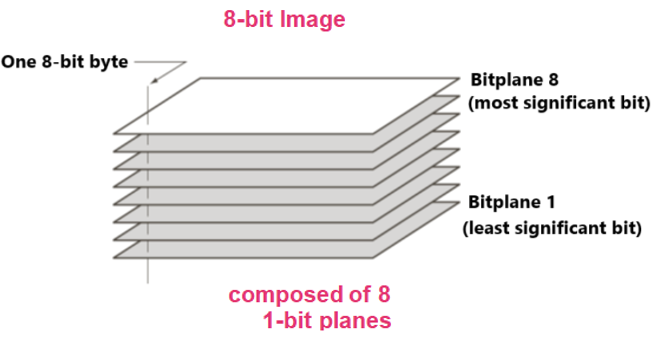 8-bit Image
One 8-bit byte
Bitplane 8
(most significant bit)
Bitplane 1
(least significant bit)
composed of 8
1-bit planes